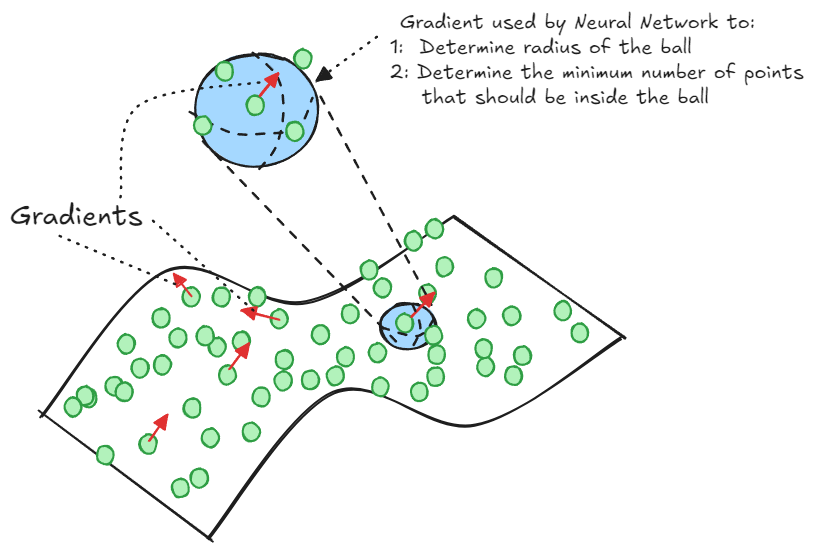 Gradient used by Neural Network to:
1: Determine radius of the ball
2: Determine the minimum number of points
that should be inside the ball
Gradients